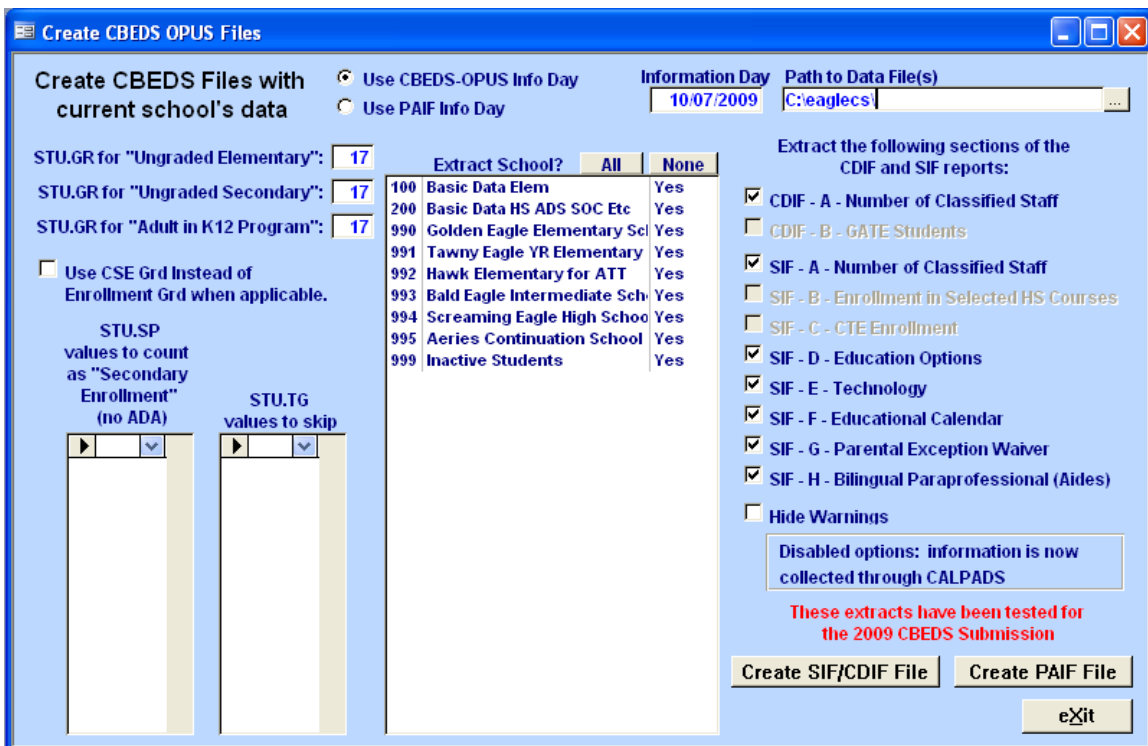 Create CBEDS OPUS Files
Create CBEDS Files with
current school's data
Use CBEDS-OPUS Info Day
Use PAIF Info Day
Information Day
10/07/2009
Path to Data File(s)
C:\eaglecs\
...
STU.GR for "Ungraded Elementary": 17
STU.GR for "Ungraded Secondary": 17
STU.GR for "Adult in K12 Program": 17
Use CSE Grd Instead of
Enrollment Grd when applicable.
STU.SP
values to count
as "Secondary
Enrollment"
(no ADA)
STU.TG
values to skip
Extract School? All None
100 Basic Data Elem Yes
200 Basic Data HS ADS SOC Etc Yes
990 Golden Eagle Elementary Scl Yes
991 Tawny Eagle YR Elementary Yes
992 Hawk Elementary for ATT Yes
993 Bald Eagle Intermediate Sch Yes
994 Screaming Eagle High Schoo Yes
995 Aeries Continuation School Yes
999 Inactive Students Yes
Extract the following sections of the
CDIF and SIF reports:
CDIF - A - Number of Classified Staff
CDIF - B - GATE Students
SIF - A - Number of Classified Staff
SIF - B - Enrollment in Selected HS Courses
SIF - C - CTE Enrollment
SIF - D - Education Options
SIF - E - Technology
SIF - F - Educational Calendar
SIF - G - Parental Exception Waiver
SIF - H - Bilingual Paraprofessional (Aides)
Hide Warnings
Disabled options: information is now
collected through CALPADS
These extracts have been tested for
the 2009 CBEDS Submission
Create SIF/CDIF File
Create PAIF File
eXit